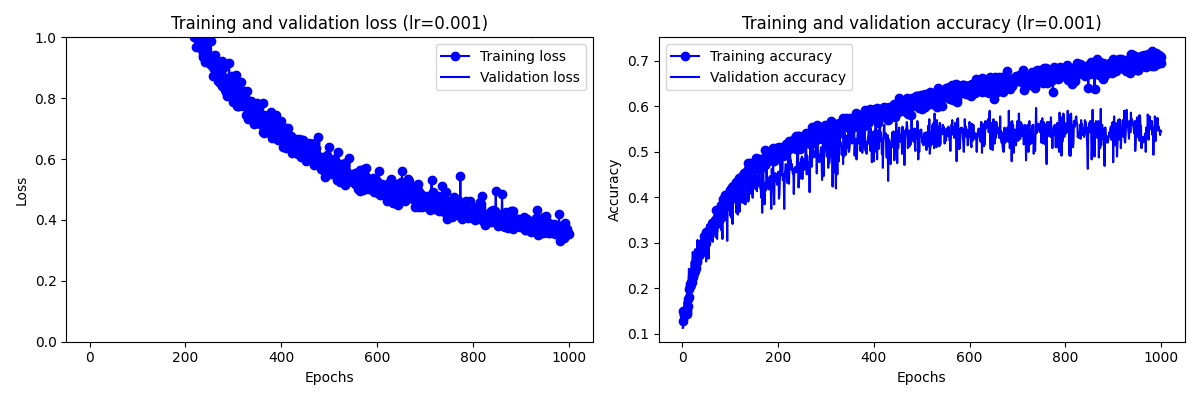 Training and validation loss (lr=0.001)
1.0
0.8
0.6
0.4
0.2
0.0
Loss
Training loss
Validation loss
0
200
400
600
800
1000
Epochs
Training and validation accuracy (lr=0.001)
0.7
0.6
0.5
0.4
0.3
0.2
0.1
Accuracy
Training accuracy
Validation accuracy
0
200
400
600
800
1000
Epochs